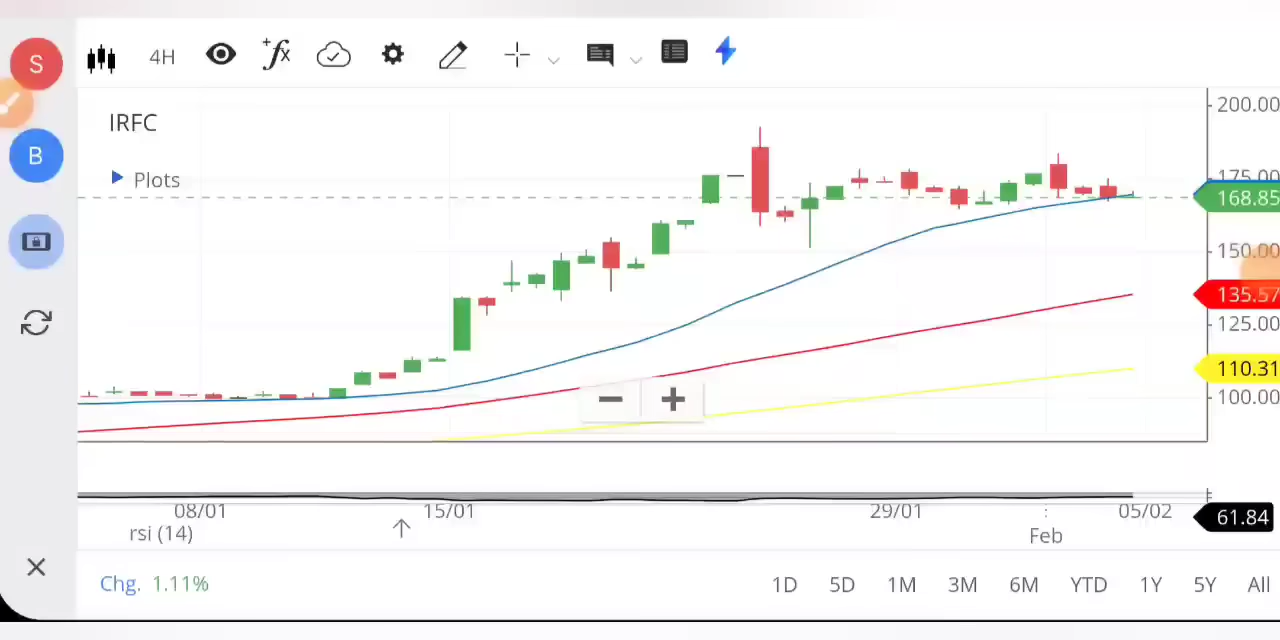 S
4H
fx
200.00
IRFC
B
175.00
Plots
168.85
150.00
135.57
125.00
110.31
100.00
08/01
15/01
29/01
05/02
61.84
rsi (14)
Feb
Chg. 1.11%
1D
5D
1M
3M
6M
YTD
1Y
5Y
All